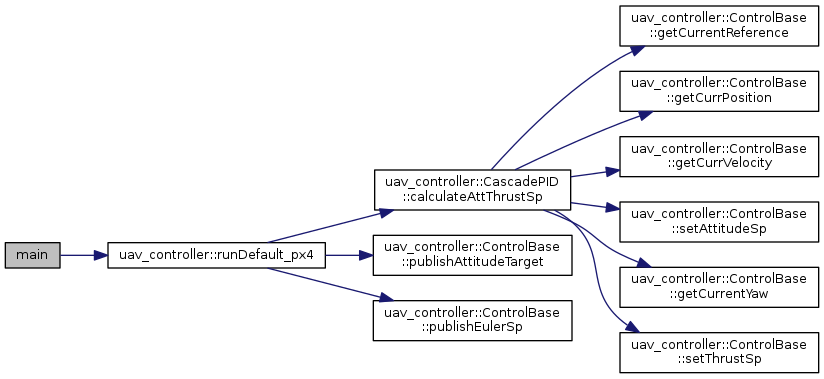 main
uav_controller::runDefault_px4
uav_controller::CascadePID
::calculateAttThrustSp
uav_controller::ControlBase
::publishAttitudeTarget
uav_controller::ControlBase
::publishEulerSp
uav_controller::ControlBase
::getCurrentReference
uav_controller::ControlBase
::getCurrPosition
uav_controller::ControlBase
::getCurrVelocity
uav_controller::ControlBase
::setAttitudeSp
uav_controller::ControlBase
::getCurrentYaw
uav_controller::ControlBase
::setThrustSp